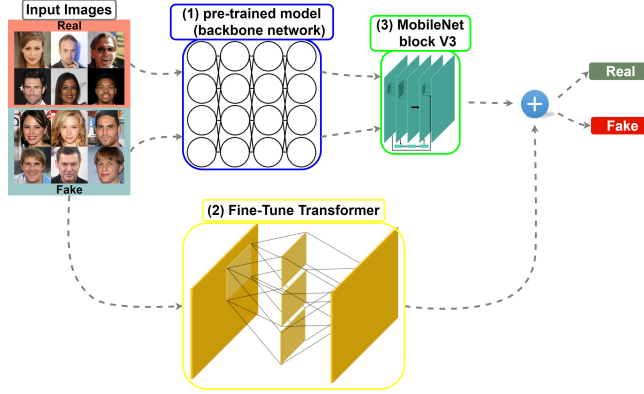 Input Images
Real
Fake
(1) pre-trained model
(backbone network)
(3) MobileNet
block V3
(2) Fine-Tune Transformer
Real
Fake